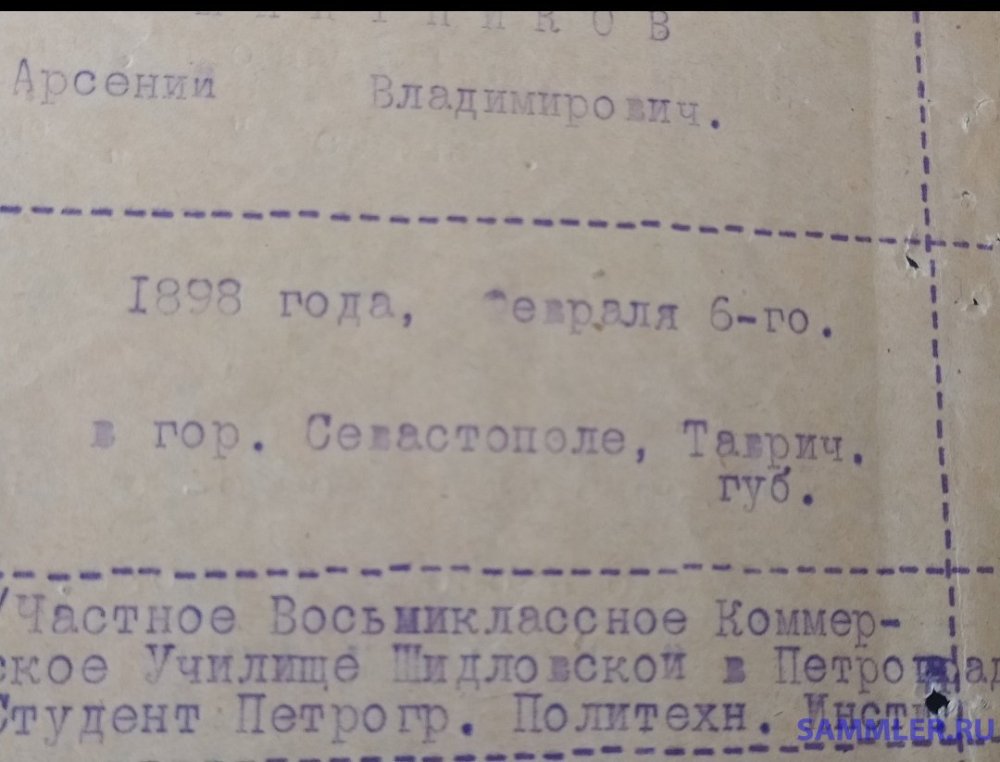 Арсений Владимирович.
1898 года, Февраля 6-го.
в гор. Севастополе, Таврич.
губ.
Частное Восьмиклассное Коммер-
ское Училище Шидловской в Петроград
Студент Петрогр. Политехн. Инсти
SAMMLER.RU